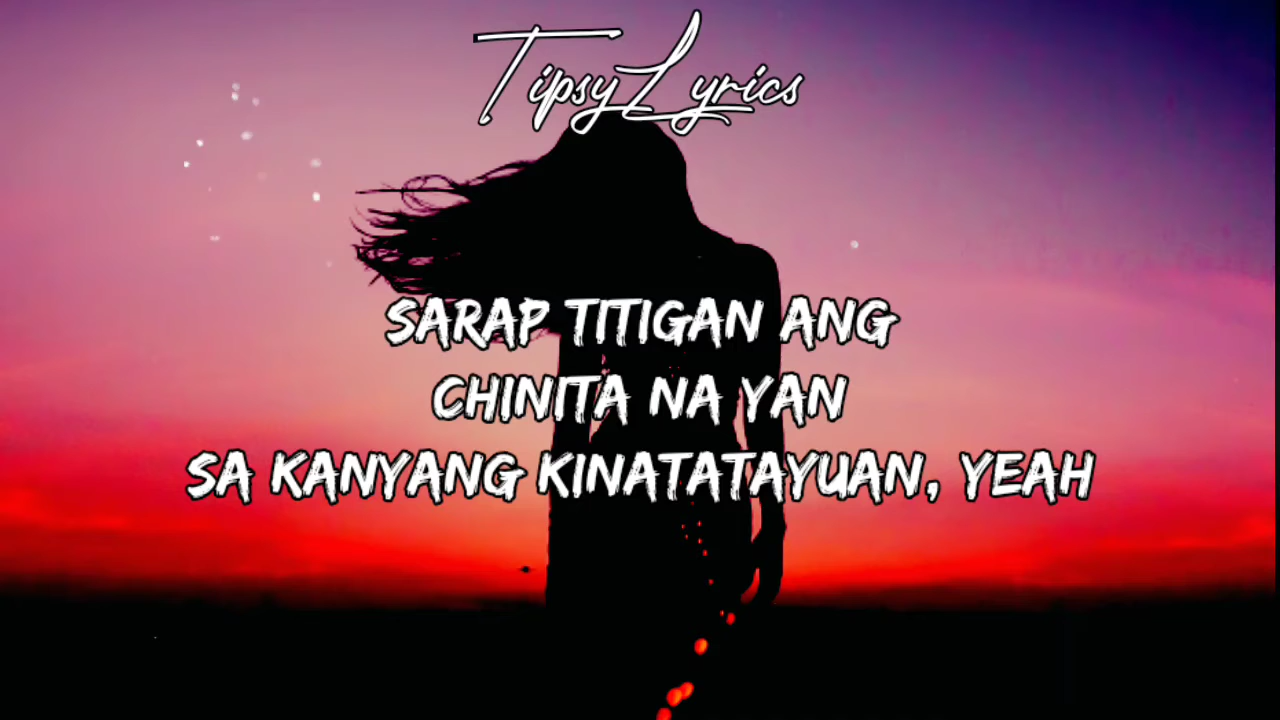 TipsyLyrics
SARAP TITIGAN ANG
CHINITA NA YAN
SA KANYANG KINATATAYUAN, YEAH